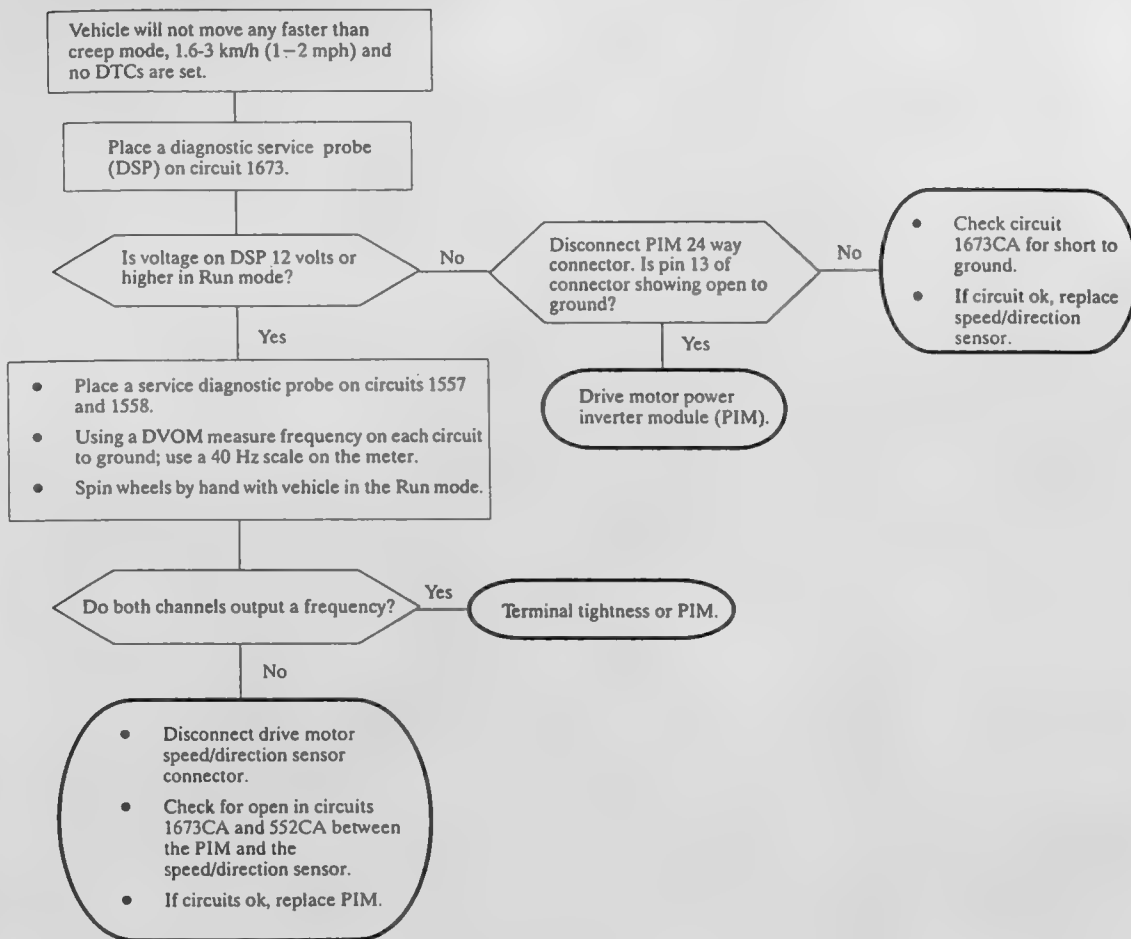 Vehicle will not move any faster than
creep mode, 1.6-3 km/h (1−2 mph) and
no DTCs are set.
Place a diagnostic service probe
(DSP) on circuit 1673.
Is voltage on DSP 12 volts or
higher in Run mode?
No
Disconnect PIM 24 way
connector. Is pin 13 of
connector showing open to
ground?
No
• Check circuit
1673CA for short to
ground.
• If circuit ok, replace
speed/direction
sensor.
Yes
Yes
Drive motor power
inverter module (PIM).
• Place a service diagnostic probe on circuits 1557
and 1558.
• Using a DVOM measure frequency on each circuit
to ground; use a 40 Hz scale on the meter.
• Spin wheels by hand with vehicle in the Run mode.
Do both channels output a frequency?
Yes
Terminal tightness or PIM.
No
• Disconnect drive motor
speed/direction sensor
connector.
• Check for open in circuits
1673CA and 552CA between
the PIM and the
speed/direction sensor.
• If circuits ok, replace PIM.